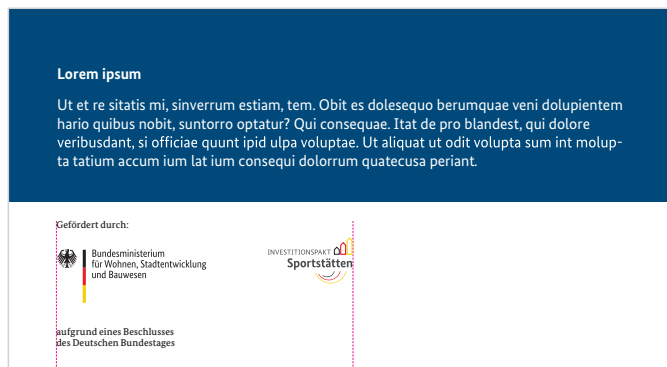 Lorem ipsum
Ut et re sitatis mi, sinverrum estiam, tem. Obit es dolesequo berumquae veni dolupientem
hario quibus nobit, suntorro optatur? Qui consequae. Itat de pro blandest, qui dolore
veribusdant, si officiae quunt ipid ulpa voluptae. Ut aliquat ut odit volupta sum int molup-
ta tatium accum ium lat ium consequi dolorrum quatecusa periant.
Gefördert durch:
Bundesministerium
für Wohnen, Stadtentwicklung
und Bauwesen
INVESTITIONSPAKT
Sportstätten
aufgrund eines Beschlusses
des Deutschen Bundestages